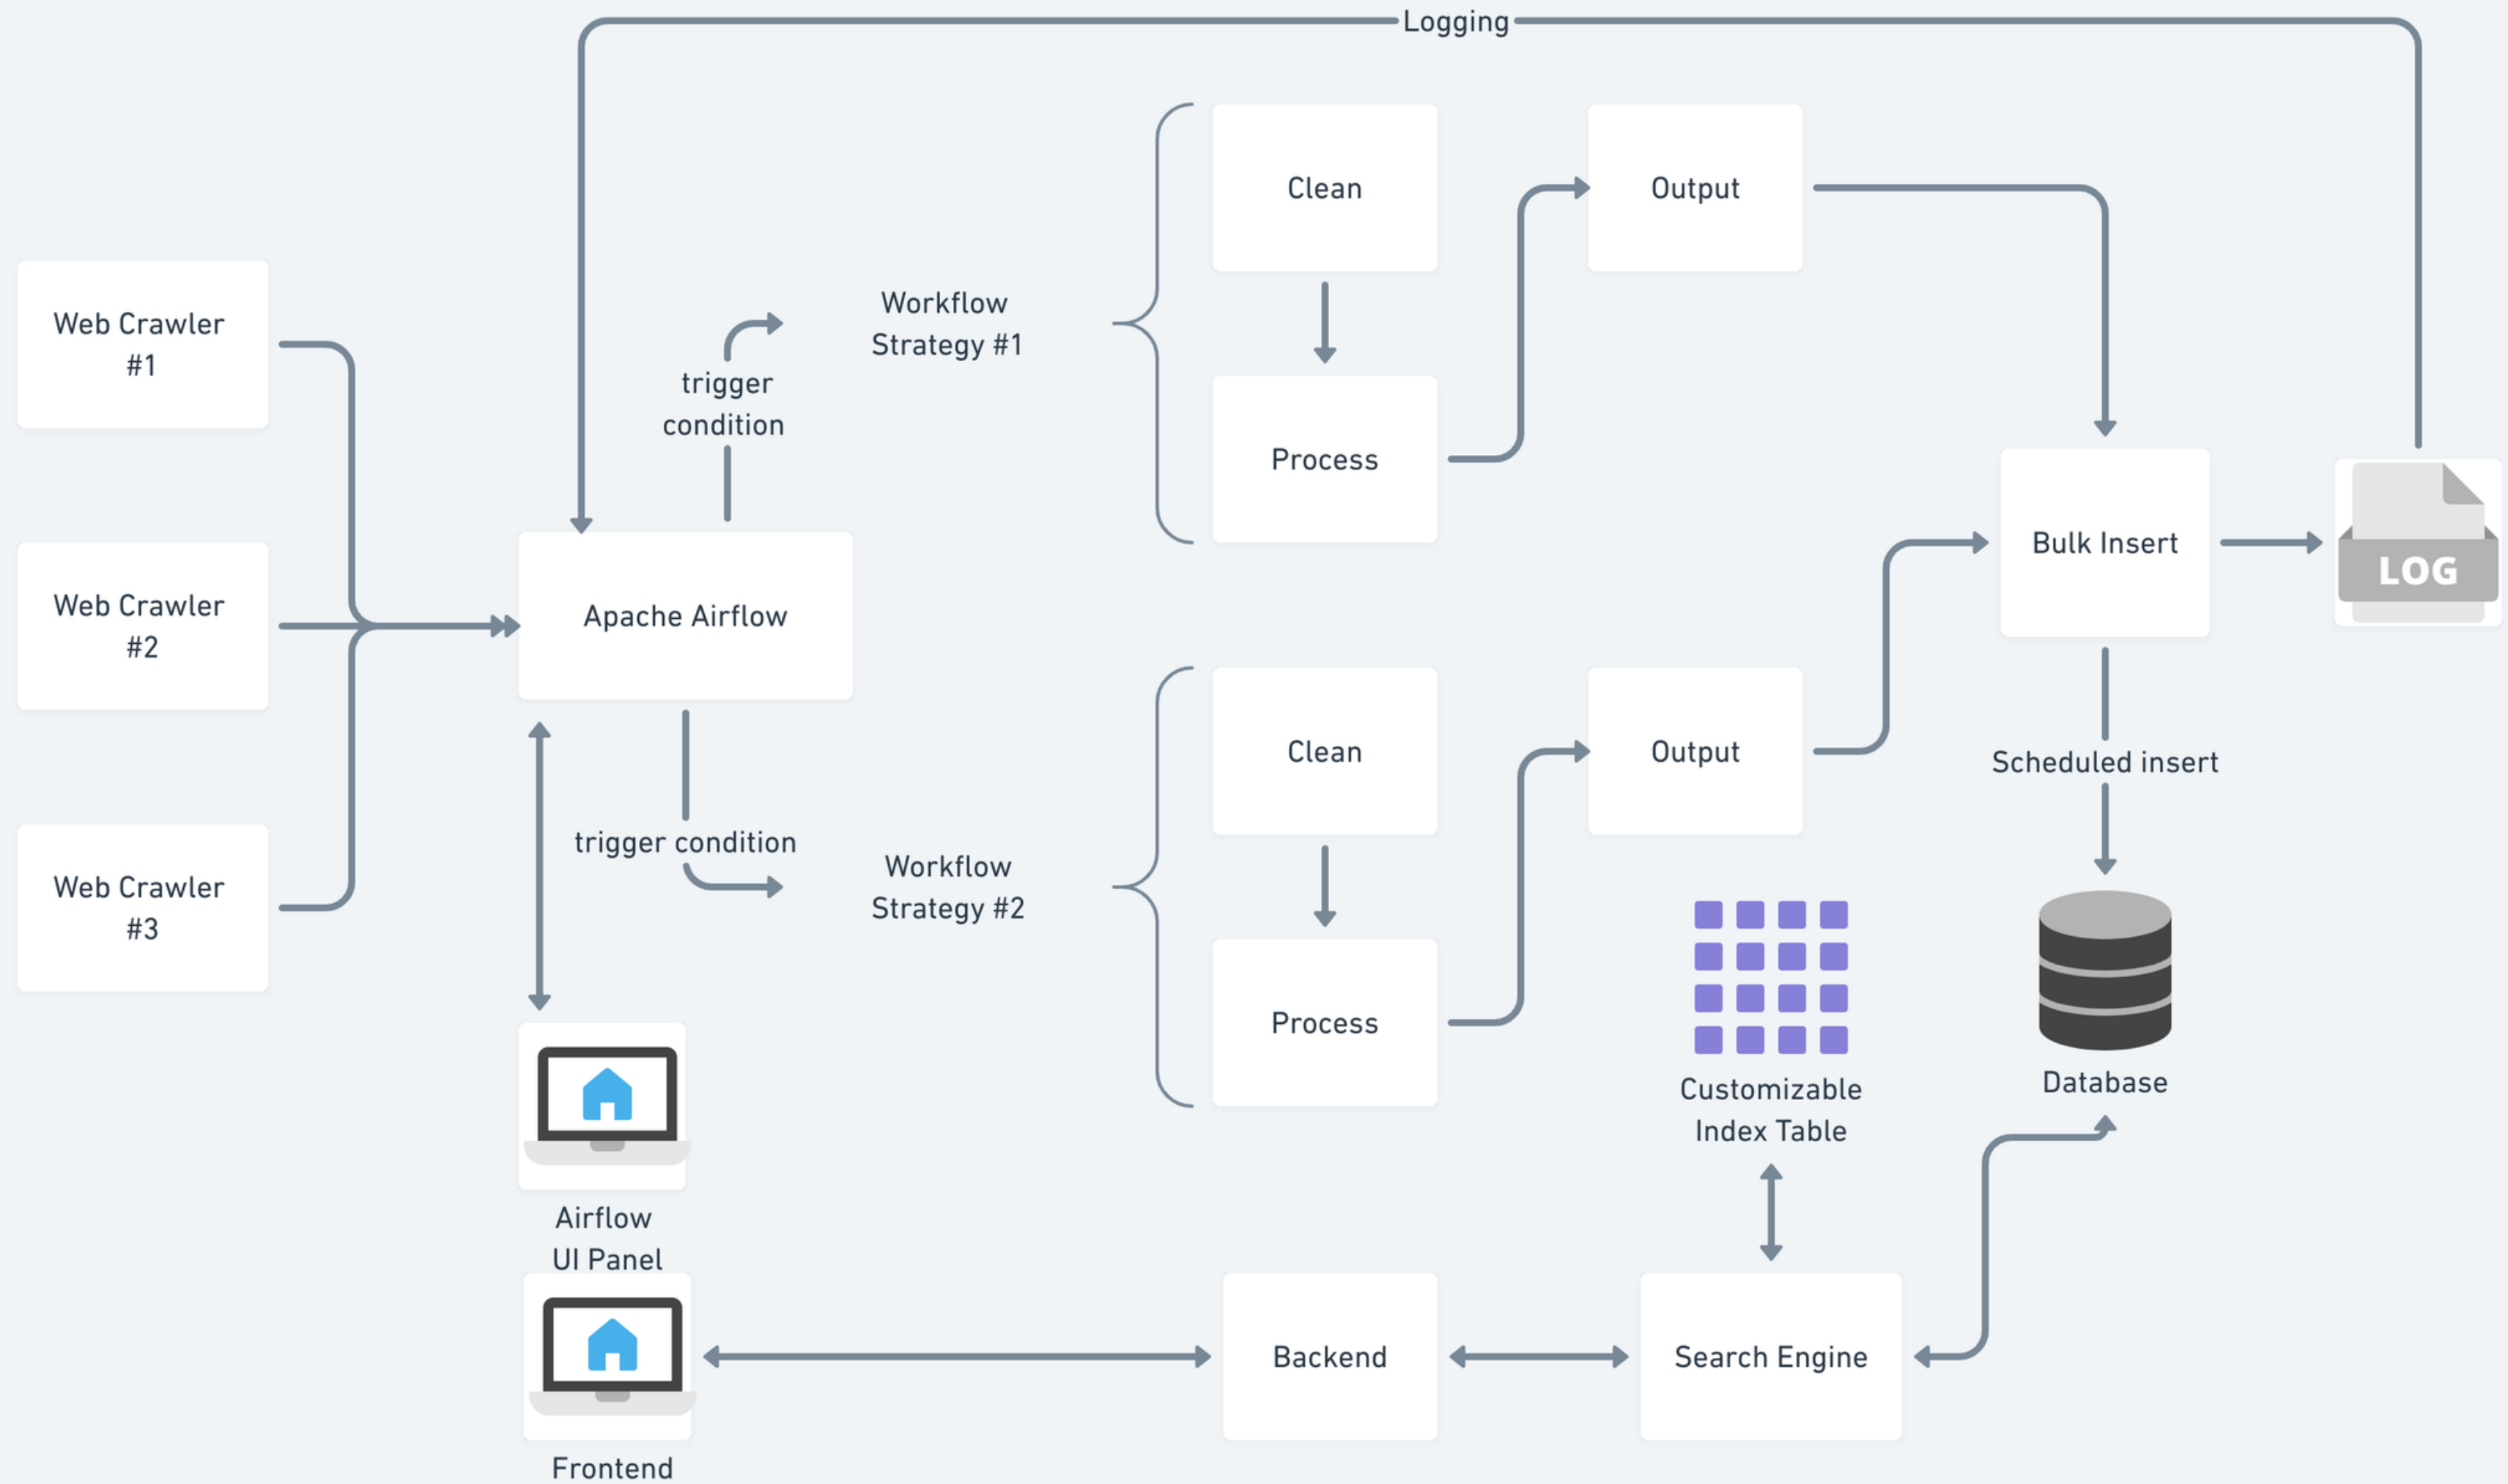 Logging
Clean
Output
Web Crawler
#1
Workflow
Strategy #1
trigger
condition
Process
Bulk Insert
LOG
Web Crawler
#2
Apache Airflow
Clean
Output
Scheduled insert
trigger condition
Web Crawler
#3
Workflow
Strategy #2
Process
Customizable
Index Table
Database
Airflow
UI Panel
Backend
Search Engine
Frontend